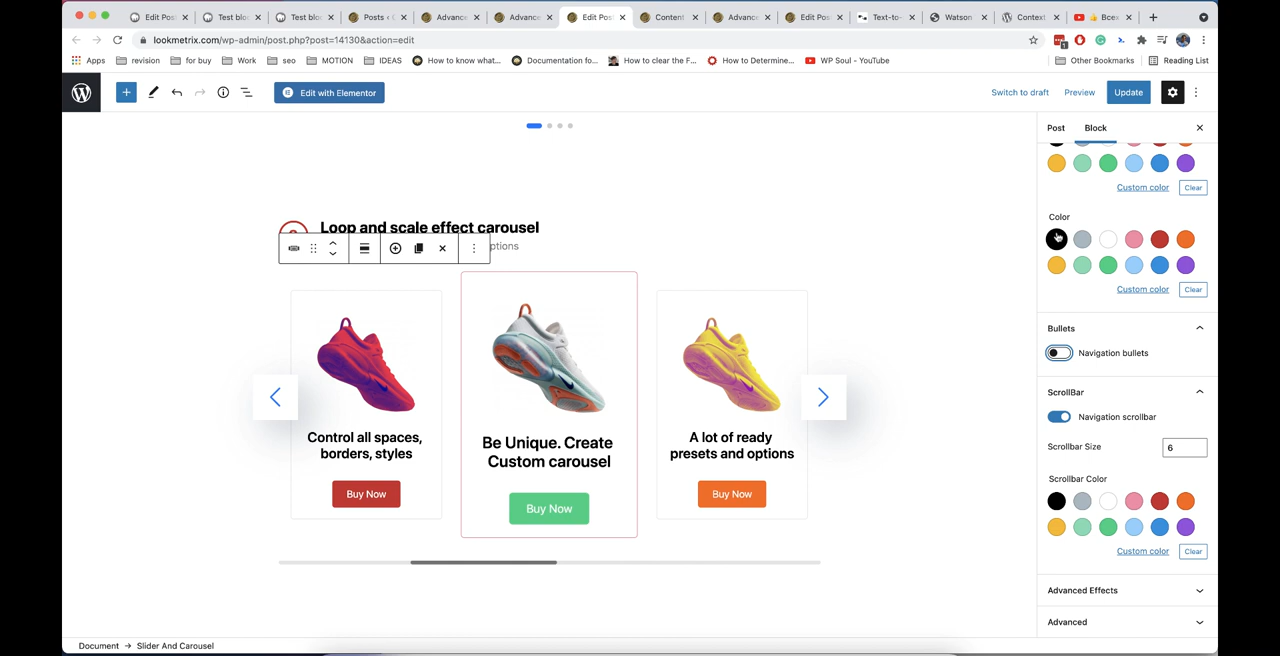 Edit Pos
Test bloc
Test bloc
Posts ‹ E
Advance
Advance
Edit Pos
Content
Advanc
Edit Pos
Text-to-
Watson
Context
Bcex
lookmetrix.com/wp-admin/post.php?post=14130&action=edit
Apps
revision
for buy
Work
seo
MOTION
IDEAS
How to know what...
Documentation fo...
How to clear the F...
How to Determine...
WP Soul - YouTube
Other Bookmarks
Reading List
Edit with Elementor
Switch to draft
Preview
Update
Post
Block
Custom color
Clear
Color
Custom color
Clear
Loop and scale effect carousel
ptions
Control all spaces,
borders, styles
Buy Now
Be Unique. Create
Custom carousel
Buy Now
A lot of ready
presets and options
Buy Now
Bullets
Navigation bullets
ScrollBar
Navigation scrollbar
Scrollbar Size
6
Scrollbar Color
Custom color
Clear
Advanced Effects
Advanced
Document → Slider And Carousel